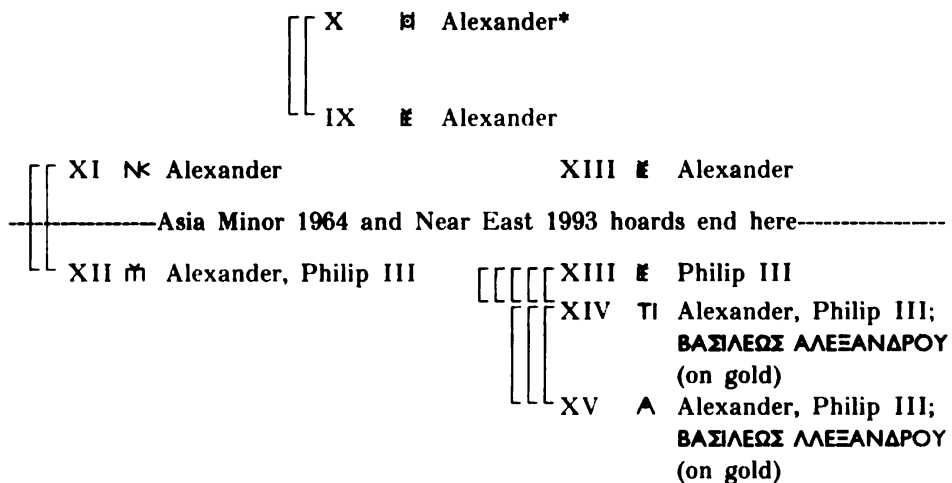 X Alexander*
IX Alexander
XI NK Alexander XIII Alexander
Asia Minor 1964 and Near East 1993 hoards end here
XII Alexander, Philip III XIII Philip III
XIV TI Alexander, Philip III;
ΒΑΣΙΛΕΩΣ ΑΛΕΞΑΝΔΡΟΥ
(on gold)
XV A Alexander, Philip III;
ΒΑΣΙΛΕΩΣ ΛΛΕΞΑΝΔΡΟΥ
(on gold)